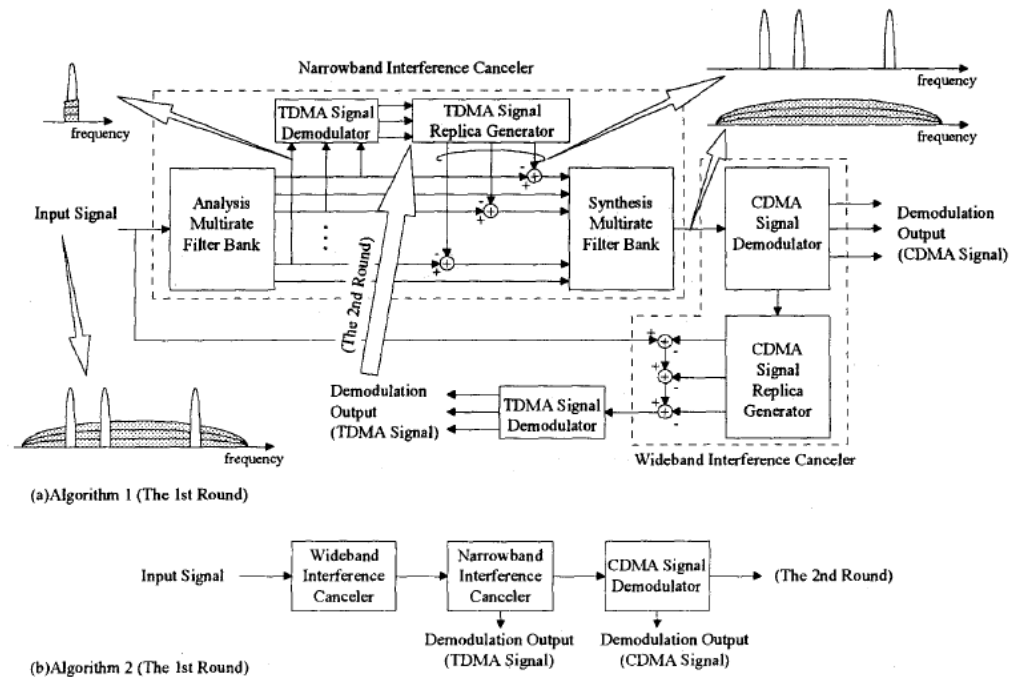 Narrowband Interference Canceler
frequency
frequency
frequency
TDMA Signal
Demodulator
TDMA Signal
Replica Generator
-
+
-
+
-
+
Input Signal
Analysis
Multirate
Filter Bank
Synthesis
Multirate
Filter Bank
CDMA
Signal
Demodulator
Demodulation
Output
(CDMA Signal)
(The 2nd Round)
+
-
+
-
+
-
CDMA
Signal
Replica
Generator
Demodulation
Output
(TDMA Signal)
TDMA Signal
Demodulator
frequency
Wideband Interference Canceler
(a)Algorithm 1 (The 1st Round)
Input Signal
Wideband
Interference
Canceler
Narrowband
Interference
Canceler
CDMA Signal
Demodulator
(The 2nd Round)
Demodulation Output
(TDMA Signal)
Demodulation Output
(CDMA Signal)
(b)Algorithm 2 (The 1st Round)